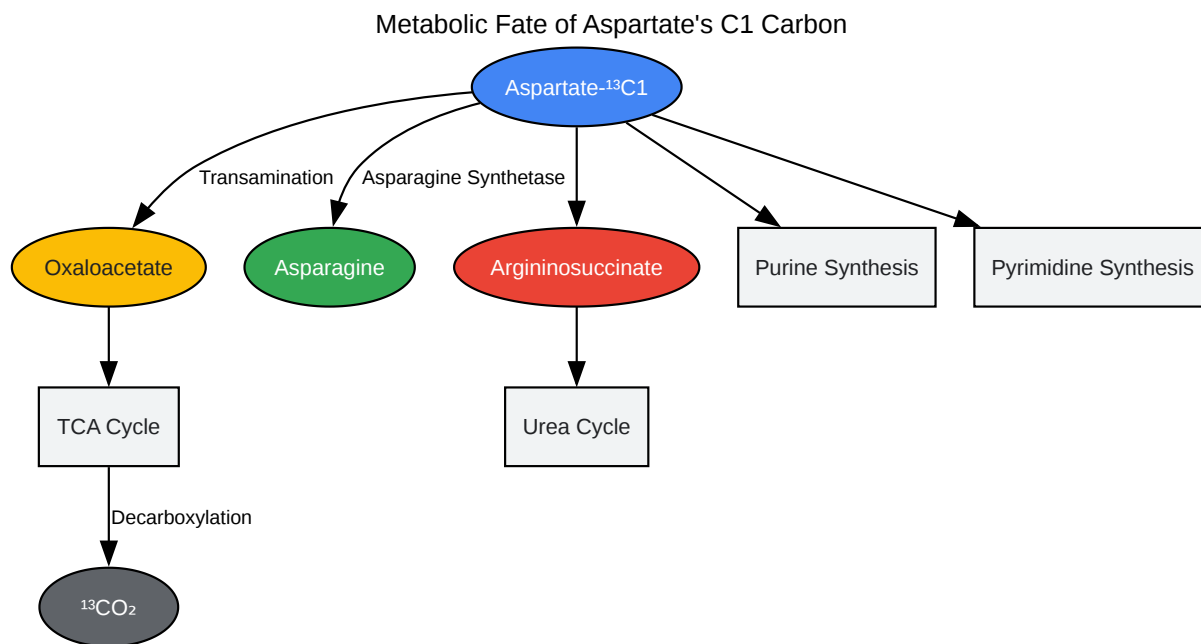 Metabolic Fate of Aspartate's C1 Carbon
Aspartate-¹³C1
Transamination
Asparagine Synthetase
Oxaloacetate
Asparagine
Argininosuccinate
Purine Synthesis
Pyrimidine Synthesis
TCA Cycle
Urea Cycle
Decarboxylation
¹³CO₂